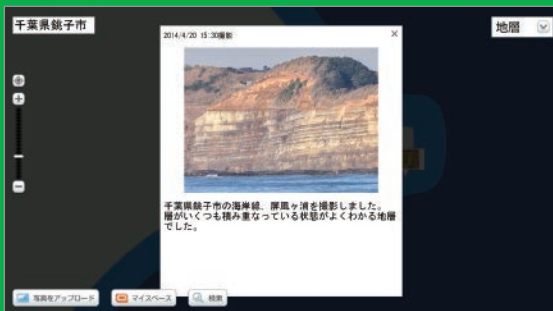 千葉県銚子市
地層
2014/4/20 15:30撮影
千葉県銚子市の海岸線、屏風ヶ浦を撮影しました。
層がいくつも積み重なっている状態がよくわかる地層
でした。
写真をアップロード
マイスペース
検索